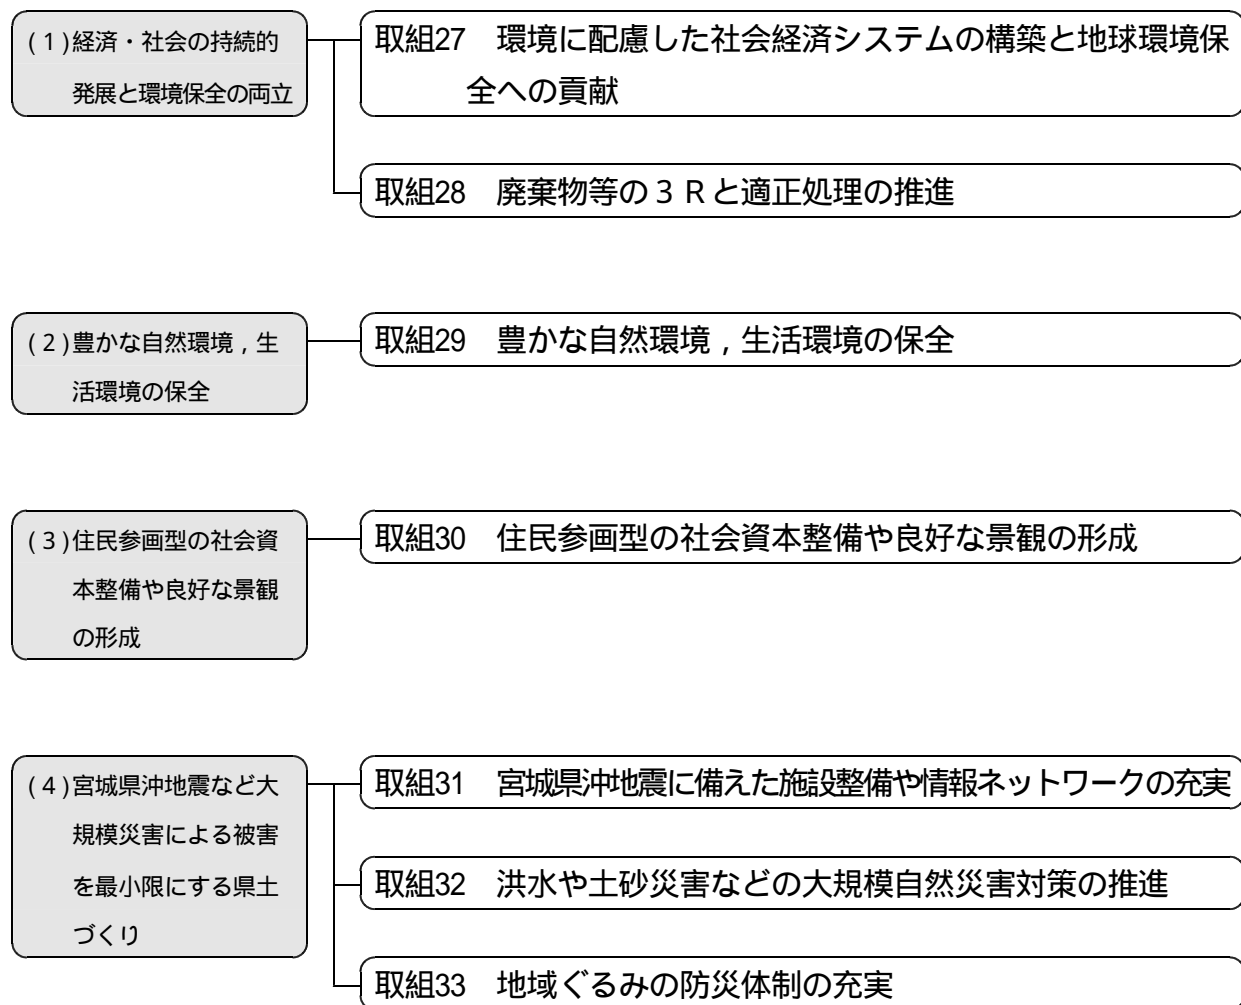 (１)経済・社会の持続的
発展と環境保全の両立
取組27　環境に配慮した社会経済システムの構築と地球環境保
全への貢献
取組28　廃棄物等の３Ｒと適正処理の推進
(２)豊かな自然環境，生
活環境の保全
取組29　豊かな自然環境，生活環境の保全
(３)住民参画型の社会資
本整備や良好な景観
の形成
取組30　住民参画型の社会資本整備や良好な景観の形成
(４)宮城県沖地震など大
規模災害による被害
を最小限にする県土
づくり
取組31　宮城県沖地震に備えた施設整備や情報ネットワークの充実
取組32　洪水や土砂災害などの大規模自然災害対策の推進
取組33　地域ぐるみの防災体制の充実